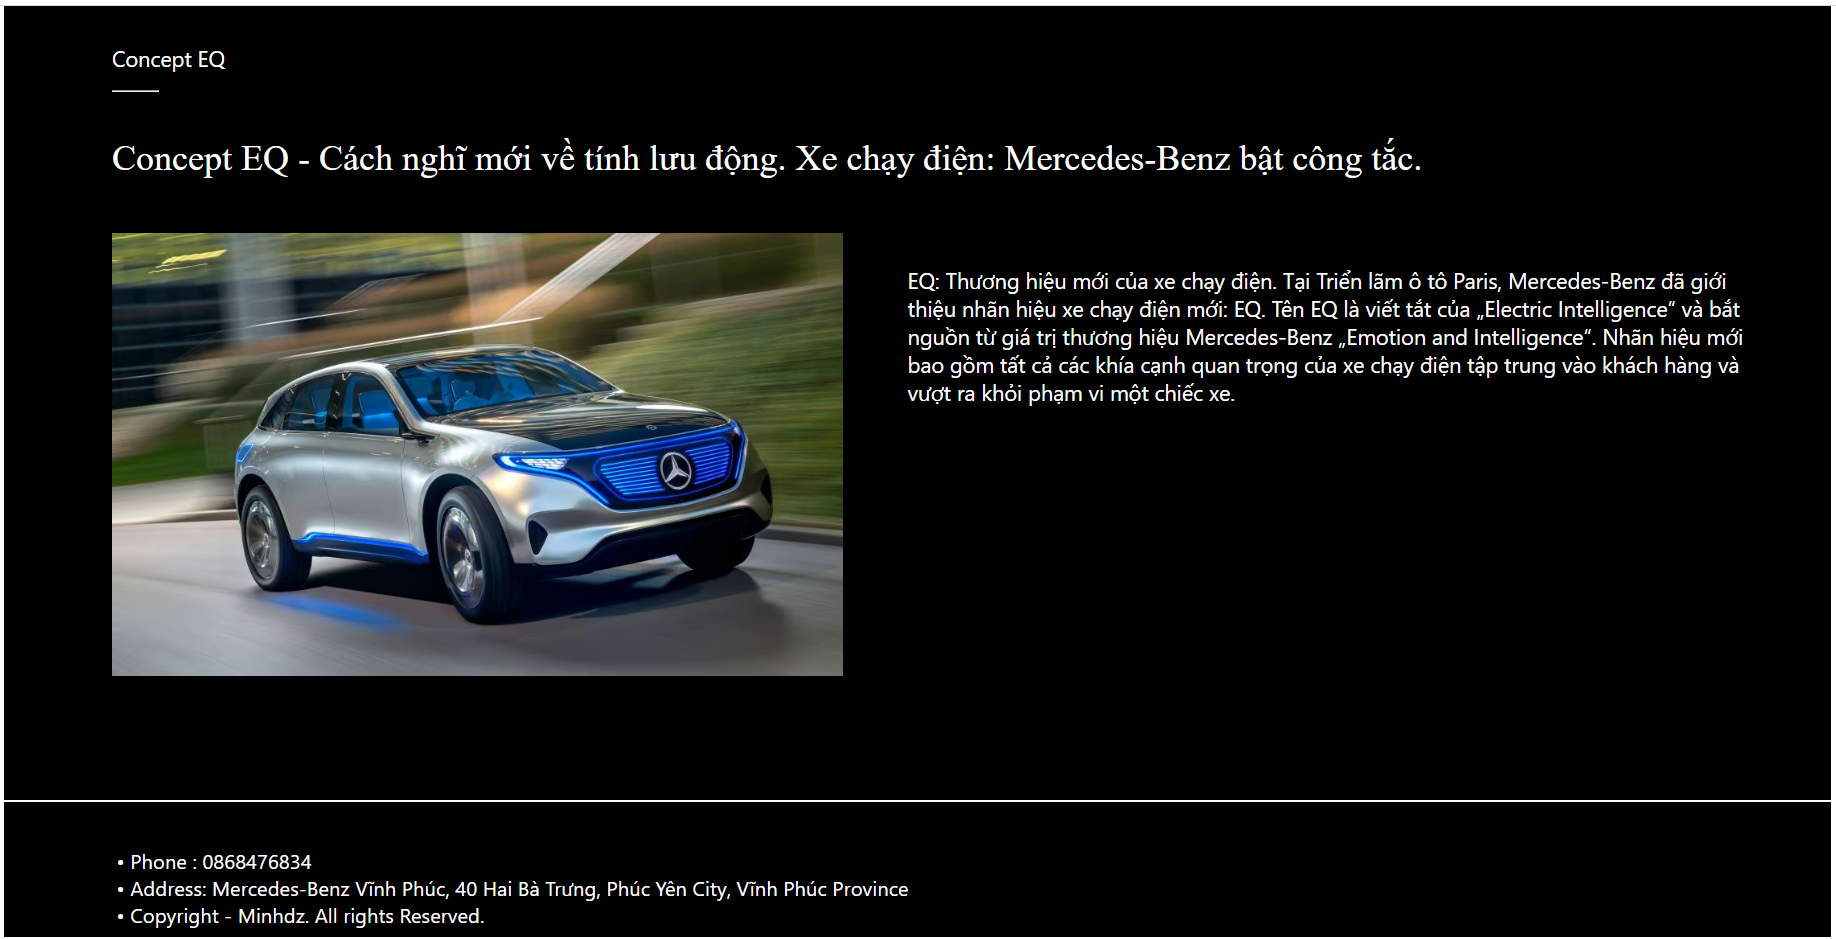 Concept EQ
Concept EQ - Cách nghĩ mới về tính lưu động. Xe chạy điện: Mercedes-Benz bật công tắc.
EQ: Thương hiệu mới của xe chạy điện. Tại Triển lãm ô tô Paris, Mercedes-Benz đã giới
thiệu nhãn hiệu xe chạy điện mới: EQ. Tên EQ là viết tắt của „Electric Intelligence“ và bắt
nguồn từ giá trị thương hiệu Mercedes-Benz „Emotion and Intelligence“. Nhãn hiệu mới
bao gồm tất cả các khía cạnh quan trọng của xe chạy điện tập trung vào khách hàng và
vượt ra khỏi phạm vi một chiếc xe.
• Phone : 0868476834
• Address: Mercedes-Benz Vĩnh Phúc, 40 Hai Bà Trưng, Phúc Yên City, Vĩnh Phúc Province
• Copyright - Minhdz. All rights Reserved.